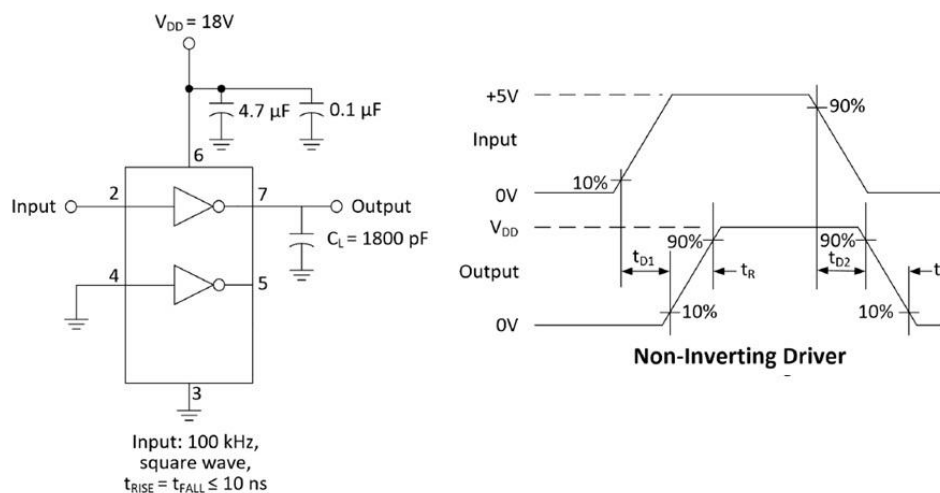 V_DD = 18V
4.7 µF
0.1 µF
6
2
7
Input
Output
C_L = 1800 pF
4
5
3
Input: 100 kHz,
square wave,
t_RISE = t_FALL ≤ 10 ns
+5V
90%
Input
10%
0V
V_DD
90%
90%
Output
t_D1
t_R
t_D2
t
10%
10%
0V
Non-Inverting Driver